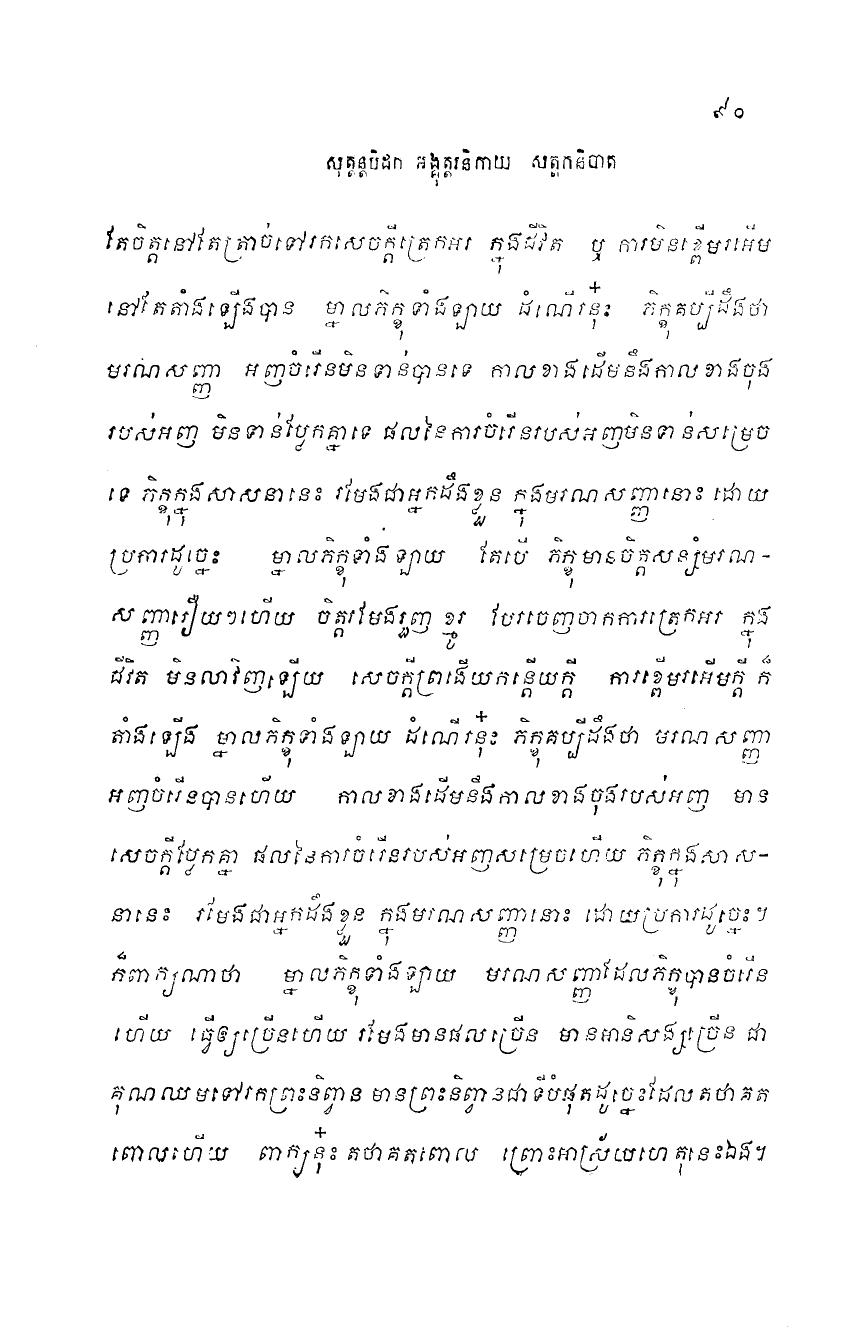 ៩០
សុត្តន្តបិដក អង្គុត្តរនិកាយ សត្តកនិបាត
តែចិត្តនៅតែត្រាច់ទៅរកសេចក្តីត្រេកអរ ក្នុងជីវិត ឬ ការមិនខ្ពើមរអើម
នៅតែតាំងឡើងបាន ម្នាលភិក្ខុទាំងឡាយ ដំណើរនុ៎ះ ភិក្ខុគប្បីដឹងថា
មរណសញ្ញា អញចំរើនមិនទាន់បានទេ កាលខាងដើមនឹងកាលខាងចុង
របស់អញ មិនទាន់ប្លែកគ្នាទេ ផលនៃការចំរើនរបស់អញមិនទាន់សម្រេច
ទេ ភិក្ខុក្នុងសាសនានេះ រមែងជាអ្នកដឹងខ្លួន ក្នុងមរណសញ្ញានោះ ដោយ
ប្រការដូច្នេះ ម្នាលភិក្ខុទាំងឡាយ តែបើ ភិក្ខុមានចិត្តសន្សំមរណ-
សញ្ញារឿយៗហើយ ចិត្តរមែងរួញ ខ្មូរ បែរចេញចាកការត្រេកអរ ក្នុង
ជីវិត មិនលាវិញឡើយ សេចក្តីព្រងើយកន្តើយក្តី ការខ្ពើមរអើមក្តី ក៏
តាំងឡើង ម្នាលភិក្ខុទាំងឡាយ ដំណើរនុ៎ះ ភិក្ខុគប្បីដឹងថា មរណសញ្ញា
អញចំរើនបានហើយ កាលខាងដើមនឹងកាលខាងចុងរបស់អញ មាន
សេចក្តីប្លែកគ្នា ផលនៃការចំរើនរបស់អញសម្រេចហើយ ភិក្ខុក្នុងសាស-
នានេះ រមែងជាអ្នកដឹងខ្លួន ក្នុងមរណសញ្ញានោះ ដោយប្រការដូច្នេះ។
ក៏ពាក្យណាថា ម្នាលភិក្ខុទាំងឡាយ មរណសញ្ញាដែលភិក្ខុបានចំរើន
ហើយ ធ្វើឲ្យច្រើនហើយ រមែងមានផលច្រើន មានអានិសង្សច្រើន ជា
គុណឈមទៅរកព្រះនិព្វាន មានព្រះនិព្វានជាទីបំផុតដូច្នេះដែលតថាគត
ពោលហើយ ពាក្យនុ៎ះ តថាគតពោល ព្រោះអាស្រ័យហេតុនេះឯង។